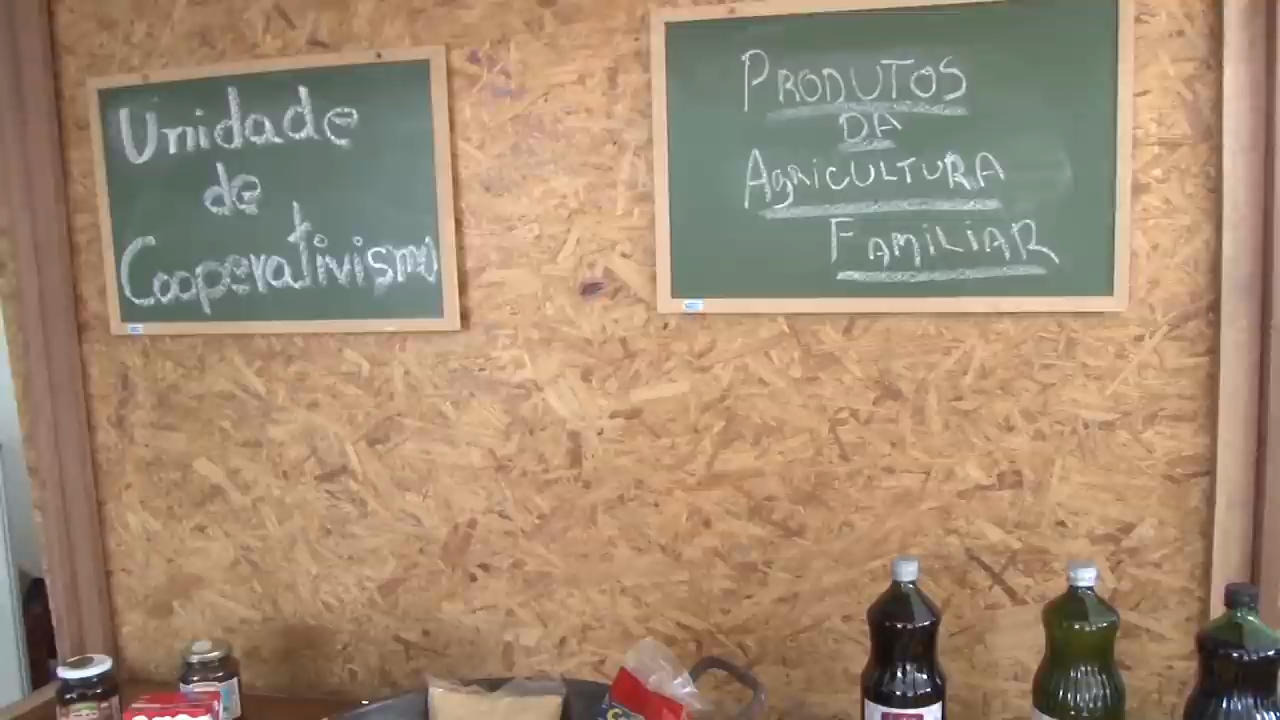 Unidade
de
Cooperativismo
PRODUTOS
DA
AgRiCULTURA
FAMiLiAR